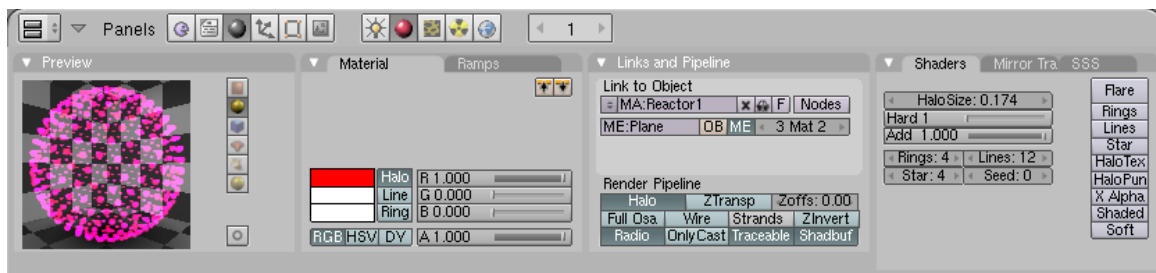 Panels 1
Preview
Material Ramps
Halo R 1.000
Line G 0.000
Ring B 0.000
RGB HSV DY A 1.000
Links and Pipeline
Link to Object
MA:Reactor1 F Nodes
ME:Plane OB ME 3 Mat 2
Render Pipeline
Halo ZTransp Zoffs: 0.00
Full Osa Wire Strands ZInvert
Radio OnlyCast Traceable Shadbuf
Shaders Mirror Tra SSS
HaloSize: 0.174
Hard 1
Add 1.000
Rings: 4 Lines: 12
Star: 4 Seed: 0
Flare
Rings
Lines
Star
HaloTex
HaloPun
X Alpha
Shaded
Soft